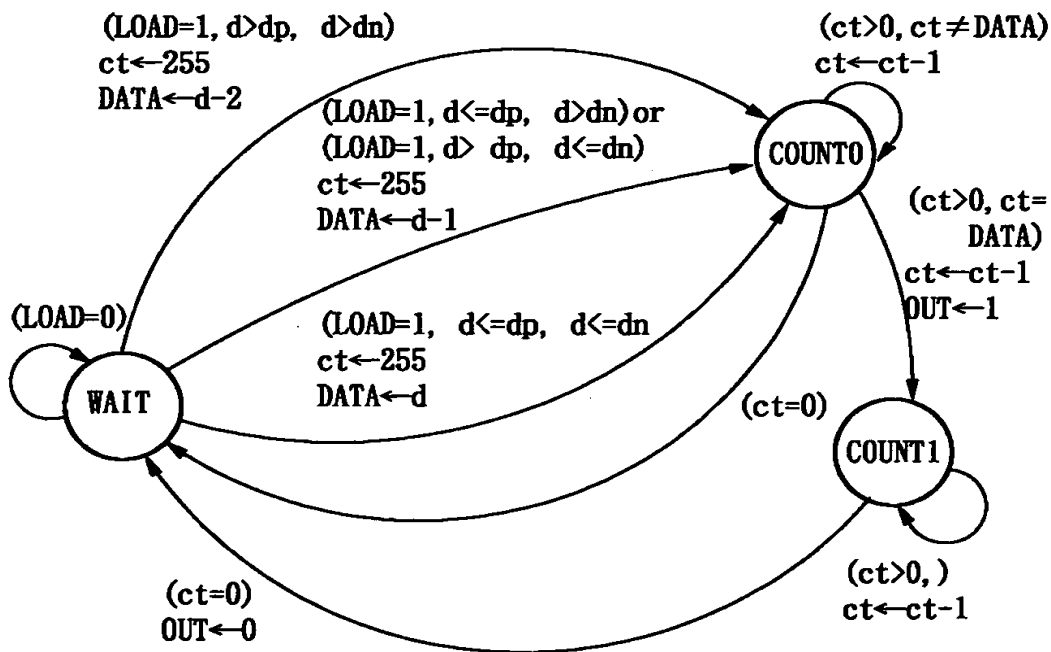 (LOAD=1, d>dp, d>dn)
ct←255
DATA←d-2
(ct>0, ct≠DATA)
ct←ct-1
(LOAD=1, d<=dp, d>dn)or
(LOAD=1, d> dp, d<=dn)
ct←255
DATA←d-1
COUNT0
(ct>0, ct=
DATA)
ct←ct-1
OUT←1
(LOAD=0)
WAIT
(LOAD=1, d<=dp, d<=dn
ct←255
DATA←d
(ct=0)
COUNT1
(ct=0)
OUT←0
(ct>0,)
ct←ct-1